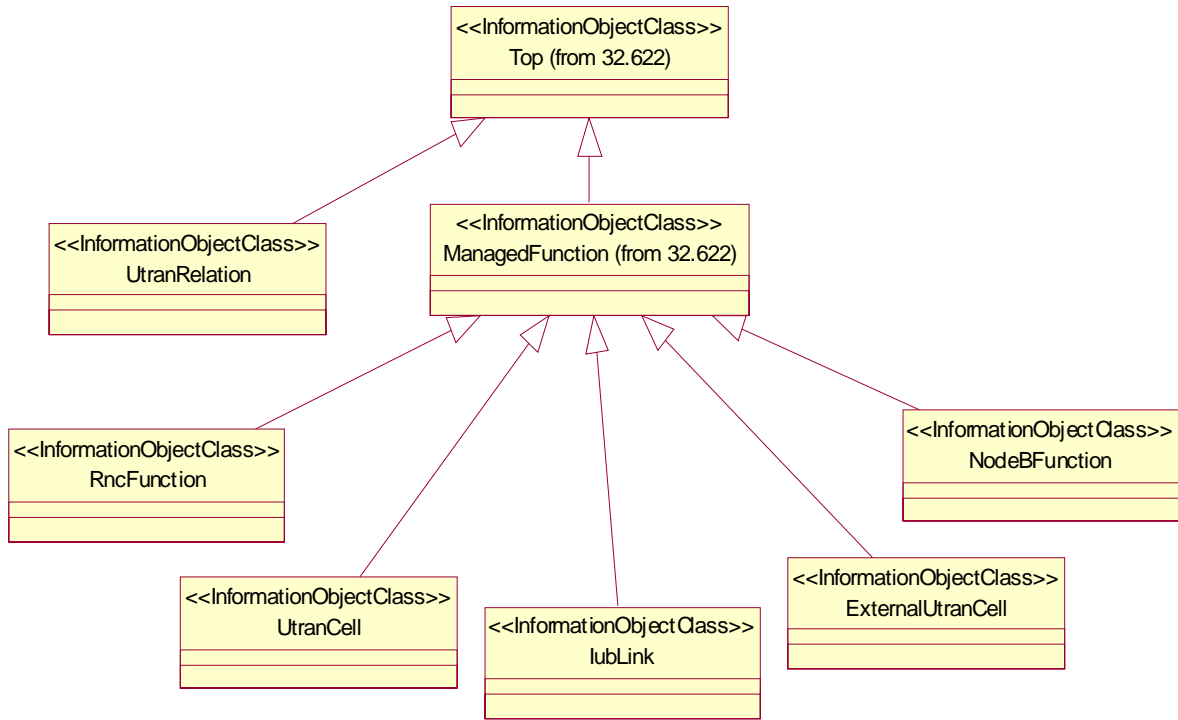 <<InformationObjectClass>>
Top (from 32.622)
<<InformationObjectClass>>
UtranRelation
<<InformationObjectClass>>
ManagedFunction (from 32.622)
<<InformationObjectClass>>
RncFunction
<<InformationObjectClass>>
UtranCell
<<InformationObjectClass>>
IubLink
<<InformationObjectClass>>
ExternalUtranCell
<<InformationObjectClass>>
NodeBFunction